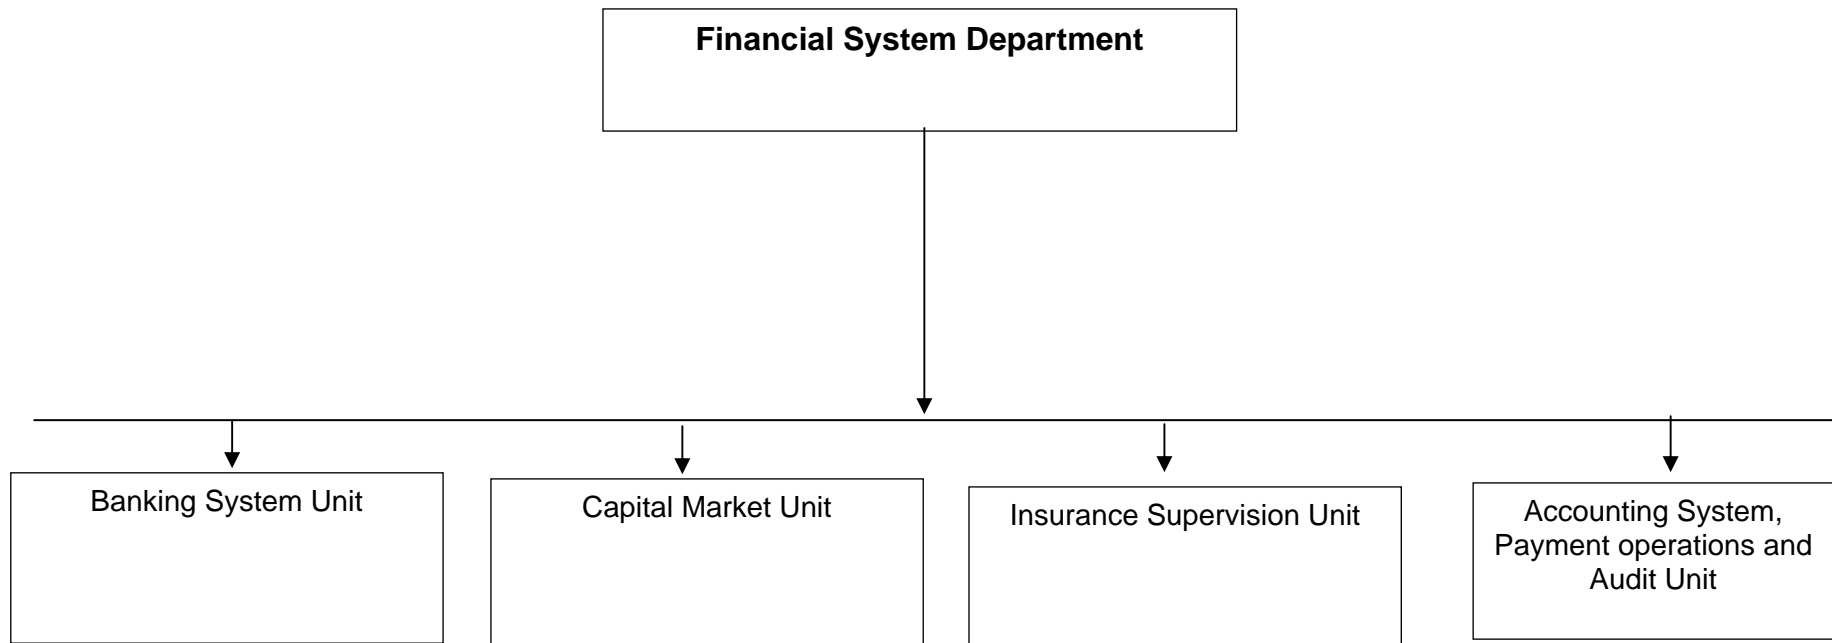 Financial System Department
Banking System Unit
Capital Market Unit
Insurance Supervision Unit
Accounting System,
Payment operations and
Audit Unit